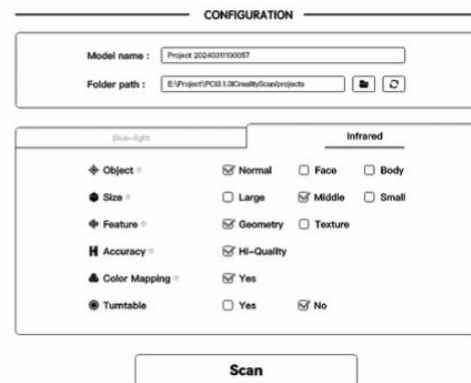 CONFIGURATION
Model name : Project 20240311100057
Folder path : E:\Project\PCI3.1.3\CrealityScan\projects
Blue-light Infrared
Object Normal Face Body
Size Large Middle Small
Feature Geometry Texture
Accuracy Hi-Quality
Color Mapping Yes
Turntable Yes No
Scan